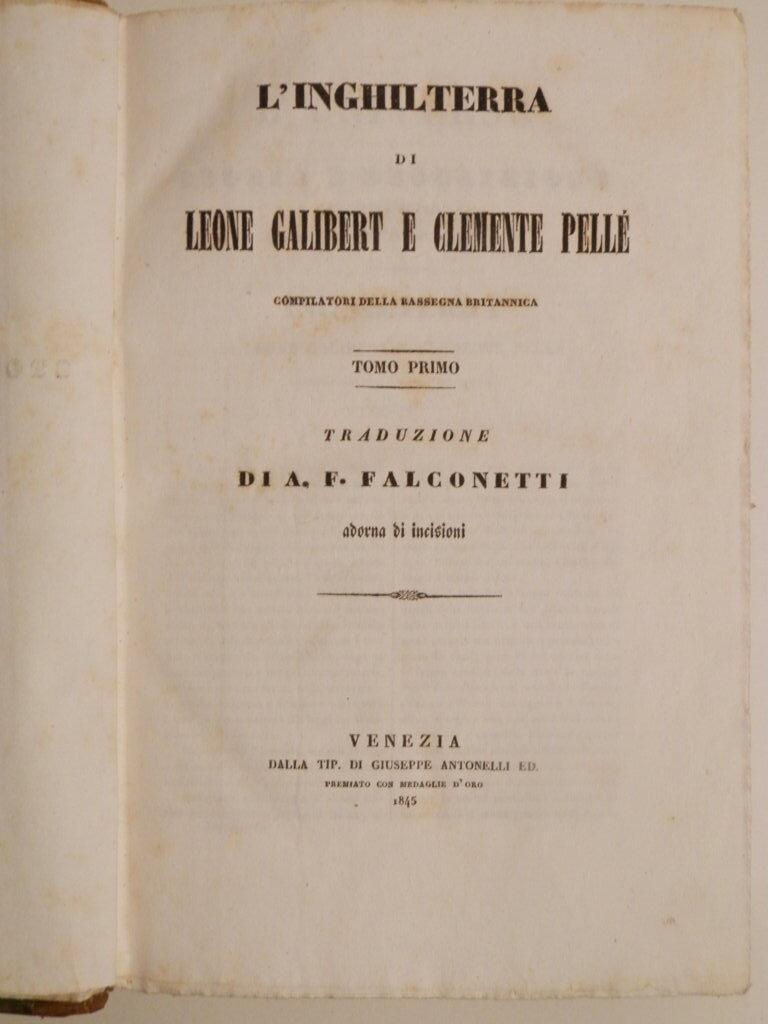 L'INGHILTERRA
DI
LEONE GALIBERT E CLEMENTE PELLÉ
COMPILATORI DELLA RASSEGNA BRITANNICA
TOMO PRIMO
TRADUZIONE
DI A. F. FALCONETTI
adorna di incisioni
VENEZIA
DALLA TIP. DI GIUSEPPE ANTONELLI ED.
PREMIATO CON MEDAGLIE D'ORO
1845